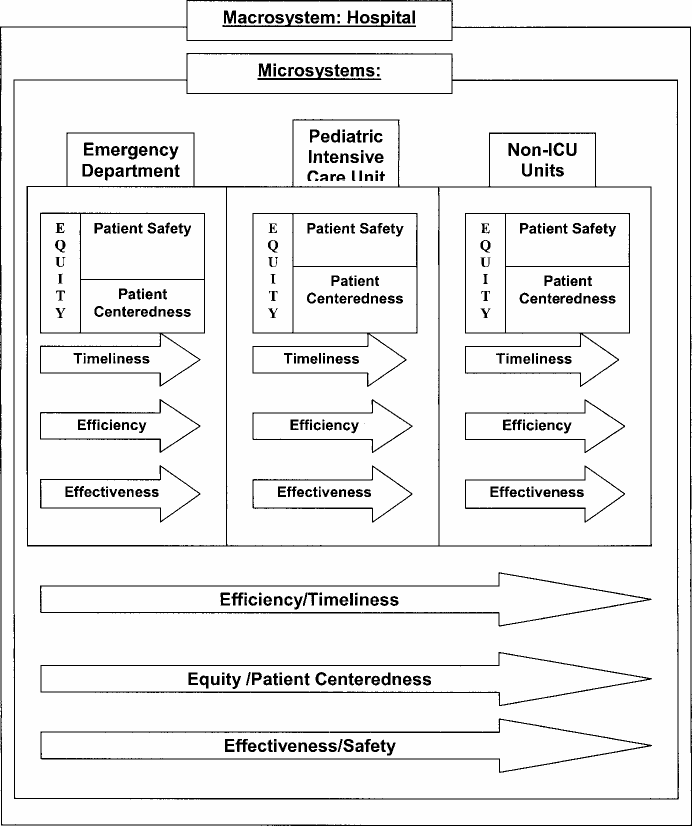 Macrosystem: Hospital
Microsystems:
Emergency
Department
Pediatric
Intensive
Care Unit
Non-ICU
Units
E
Q
U
I
T
Y
Patient Safety
Patient
Centeredness
Timeliness
Efficiency
Effectiveness
E
Q
U
I
T
Y
Patient Safety
Patient
Centeredness
Timeliness
Efficiency
Effectiveness
E
Q
U
I
T
Y
Patient Safety
Patient
Centeredness
Timeliness
Efficiency
Effectiveness
Efficiency/Timeliness
Equity /Patient Centeredness
Effectiveness/Safety